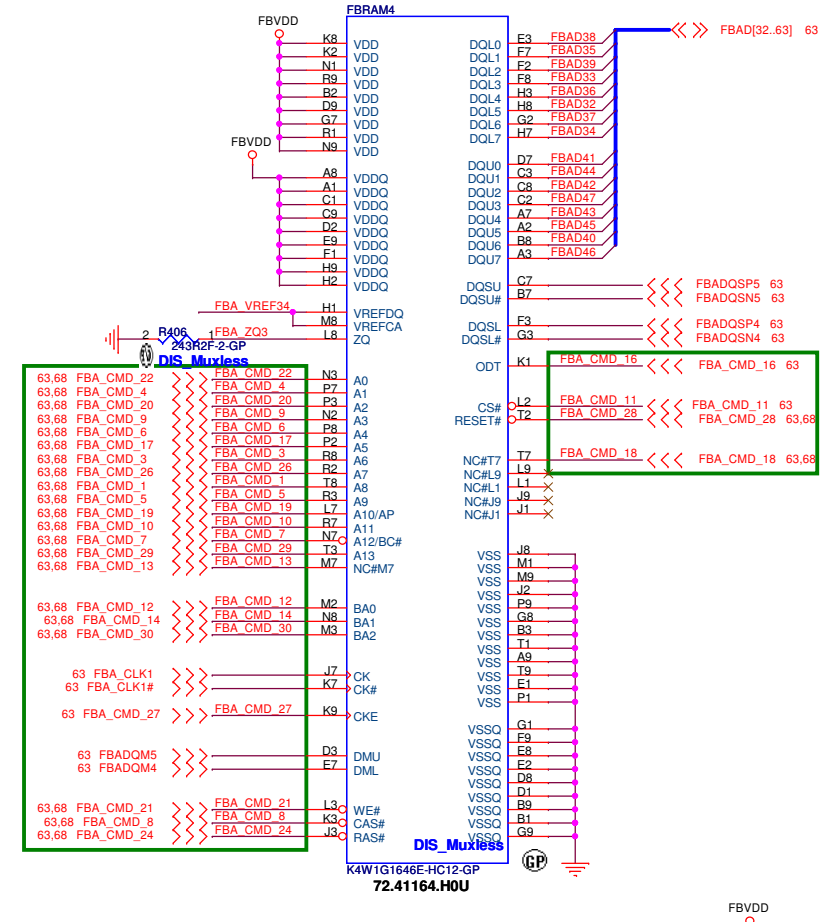 FBRAM4
FBVDD
K8 VDD
K2 VDD
N1 VDD
R9 VDD
B2 VDD
D9 VDD
G7 VDD
R1 VDD
N9 VDD
FBVDD
A8 VDDQ
A1 VDDQ
C1 VDDQ
C9 VDDQ
D2 VDDQ
E9 VDDQ
F1 VDDQ
H9 VDDQ
H2 VDDQ
FBA_VREF34 H1 VREFDQ
M8 VREFCA
2 R406 1 FBA_ZQ3 L8 ZQ
243R2F-2-GP
DIS_Muxless
63,68 FBA_CMD_22 FBA_CMD_22 N3 A0
63,68 FBA_CMD_4 FBA_CMD_4 P7 A1
63,68 FBA_CMD_20 FBA_CMD_20 P3 A2
63,68 FBA_CMD_9 FBA_CMD_9 N2 A3
63,68 FBA_CMD_6 FBA_CMD_6 P8 A4
63,68 FBA_CMD_17 FBA_CMD_17 P2 A5
63,68 FBA_CMD_3 FBA_CMD_3 R8 A6
63,68 FBA_CMD_26 FBA_CMD_26 R2 A7
63,68 FBA_CMD_1 FBA_CMD_1 T8 A8
63,68 FBA_CMD_5 FBA_CMD_5 R3 A9
63,68 FBA_CMD_19 FBA_CMD_19 L7 A10/AP
63,68 FBA_CMD_10 FBA_CMD_10 R7 A11
63,68 FBA_CMD_7 FBA_CMD_7 N7 A12/BC#
63,68 FBA_CMD_29 FBA_CMD_29 T3 A13
63,68 FBA_CMD_13 FBA_CMD_13 M7 NC#M7
63,68 FBA_CMD_12 FBA_CMD_12 M2 BA0
63,68 FBA_CMD_14 FBA_CMD_14 N8 BA1
63,68 FBA_CMD_30 FBA_CMD_30 M3 BA2
63 FBA_CLK1 J7 CK
63 FBA_CLK1# K7 CK#
63 FBA_CMD_27 FBA_CMD_27 K9 CKE
63 FBADQM5 D3 DMU
63 FBADQM4 E7 DML
63,68 FBA_CMD_21 FBA_CMD_21 L3 WE#
63,68 FBA_CMD_8 FBA_CMD_8 K3 CAS#
63,68 FBA_CMD_24 FBA_CMD_24 J3 RAS#
DQL0 E3 FBAD38 FBAD[32..63] 63
DQL1 F7 FBAD35
DQL2 F2 FBAD39
DQL3 F8 FBAD33
DQL4 H3 FBAD36
DQL5 H8 FBAD32
DQL6 G2 FBAD37
DQL7 H7 FBAD34
DQU0 D7 FBAD41
DQU1 C3 FBAD44
DQU2 C8 FBAD42
DQU3 C2 FBAD47
DQU4 A7 FBAD43
DQU5 A2 FBAD45
DQU6 B8 FBAD40
DQU7 A3 FBAD46
DQSU C7 FBADQSP5 63
DQSU# B7 FBADQSN5 63
DQSL F3 FBADQSP4 63
DQSL# G3 FBADQSN4 63
ODT K1 FBA_CMD_16 FBA_CMD_16 63
CS# L2 FBA_CMD_11 FBA_CMD_11 63
RESET# T2 FBA_CMD_28 FBA_CMD_28 63,68
NC#T7 T7 FBA_CMD_18 FBA_CMD_18 63,68
NC#L9 L9
NC#L1 L1
NC#J9 J9
NC#J1 J1
VSS J8
VSS M1
VSS M9
VSS J2
VSS P9
VSS G8
VSS B3
VSS T1
VSS A9
VSS T9
VSS E1
VSS P1
VSSQ G1
VSSQ F9
VSSQ E8
VSSQ E2
VSSQ D8
VSSQ D1
VSSQ B9
VSSQ B1
VSSQ G9
DIS_Muxless
GP
K4W1G1646E-HC12-GP
72.41164.H0U
FBVDD